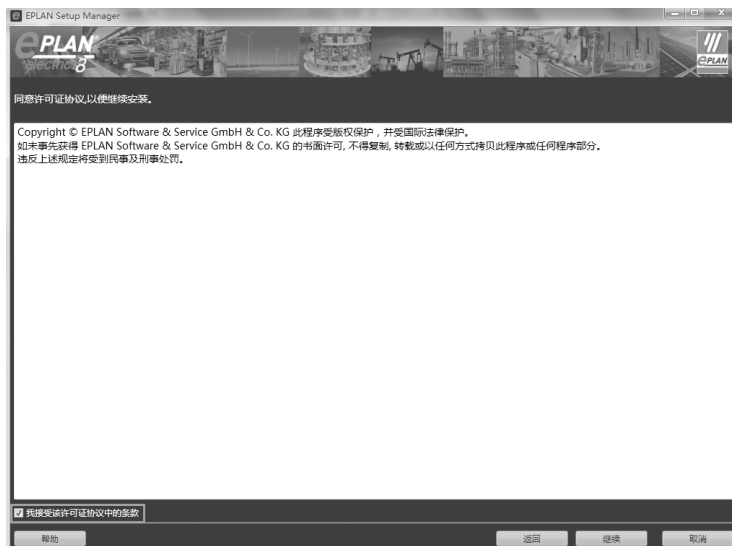 EPLAN Setup Manager
ePLAN
electric P8
EPLAN
同意许可证协议,以便继续安装。
Copyright © EPLAN Software & Service GmbH & Co. KG 此程序受版权保护，并受国际法律保护。
如未事先获得 EPLAN Software & Service GmbH & Co. KG 的书面许可, 不得复制, 转载或以任何方式拷贝此程序或任何程序部分。
违反上述规定将受到民事及刑事处罚。
我接受该许可证协议中的条款
帮助 返回 继续 取消